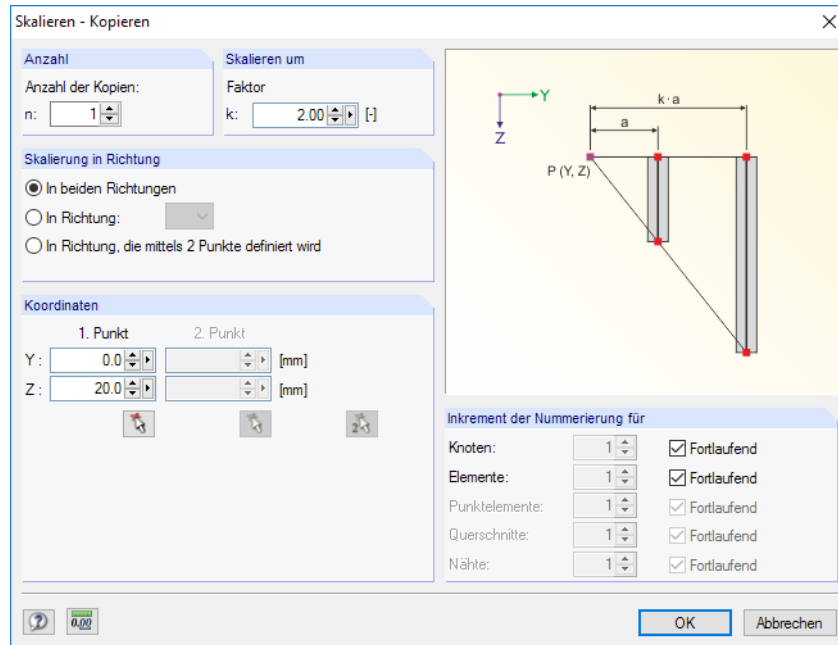 Skalieren - Kopieren
Anzahl
Anzahl der Kopien:
n: 1
Skalieren um
Faktor
k: 2.00 [-]
Skalierung in Richtung
In beiden Richtungen
In Richtung:
In Richtung, die mittels 2 Punkte definiert wird
Koordinaten
1. Punkt 2. Punkt
Y : 0.0 [mm]
Z : 20.0 [mm]
2
Y
Z
k·a
a
P (Y, Z)
Inkrement der Nummerierung für
Knoten: 1 Fortlaufend
Elemente: 1 Fortlaufend
Punktelemente: 1 Fortlaufend
Querschnitte: 1 Fortlaufend
Nähte: 1 Fortlaufend
? 0.00 OK Abbrechen